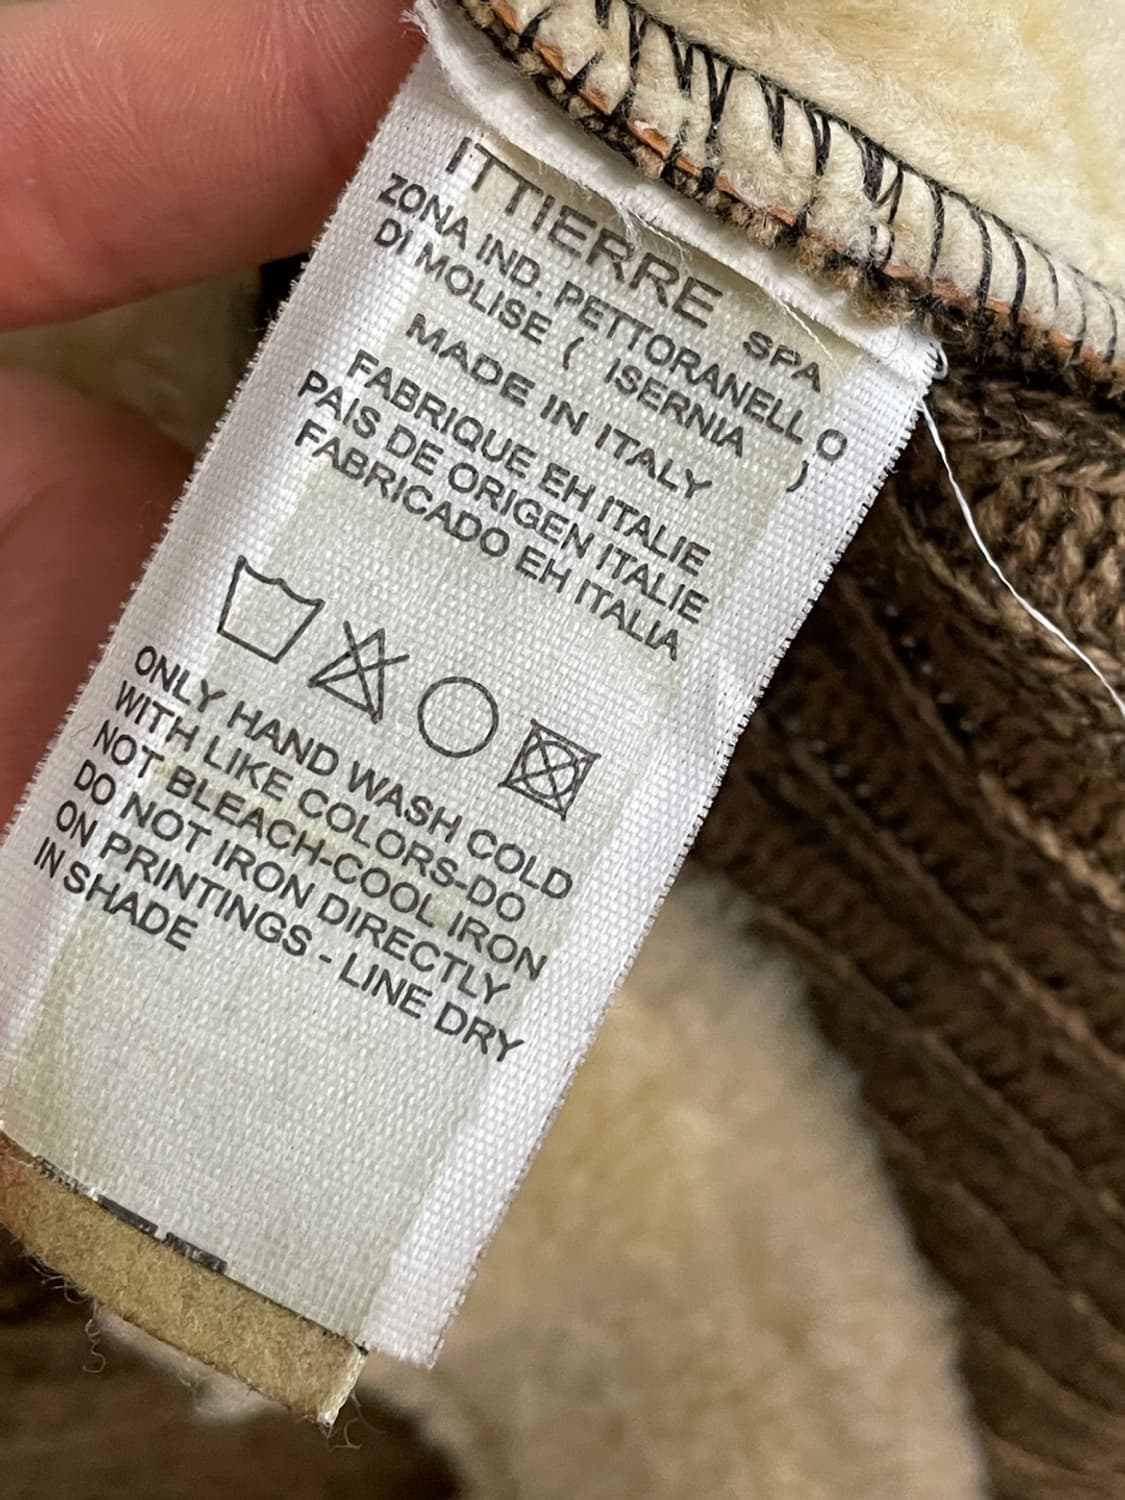 ITTIERRE SPA
ZONA IND. PETTORANELLO
DI MOLISE ( ISERNIA )
MADE IN ITALY
FABRIQUE EH ITALIE
PAIS DE ORIGEN ITALIE
FABRICADO EH ITALIA
ONLY HAND WASH COLD
WITH LIKE COLORS-DO
NOT BLEACH-COOL IRON
DO NOT IRON DIRECTLY
ON PRINTINGS - LINE DRY
IN SHADE